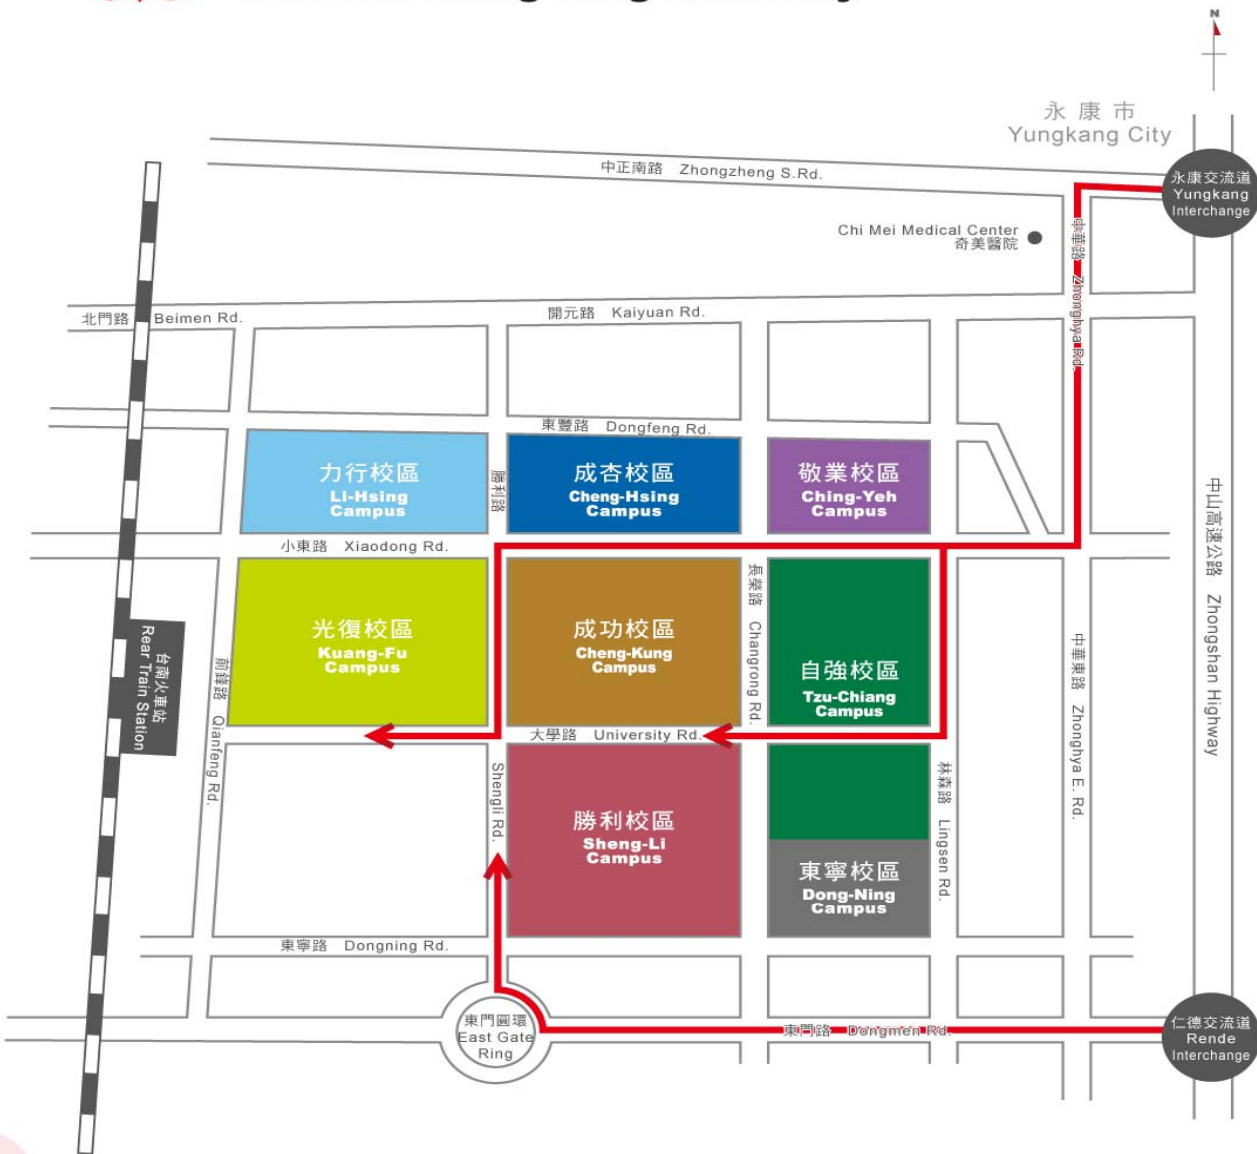 N
永康市
Yungkang City
永康交流道
Yungkang
Interchange
中正南路 Zhongzheng S.Rd.
Chi Mei Medical Center
奇美醫院
中華路 Zhonghya Rd.
北門路 Beimen Rd.
開元路 Kaiyuan Rd.
東豐路 Dongfeng Rd.
力行校區
Li-Hsing
Campus
勝利路
成杏校區
Cheng-Hsing
Campus
敬業校區
Ching-Yeh
Campus
中山高速公路 Zhongshan Highway
小東路 Xiaodong Rd.
光復校區
Kuang-Fu
Campus
成功校區
Cheng-Kung
Campus
長榮路 Changrong Rd.
自強校區
Tzu-Chiang
Campus
台南火車站
Rear Train Station
前鋒路 Qianfeng Rd.
中華東路 Zhonghya E. Rd.
大學路 University Rd.
Shengli Rd.
勝利校區
Sheng-Li
Campus
林森路 Lingsen Rd.
東寧校區
Dong-Ning
Campus
東寧路 Dongning Rd.
東門圓環
East Gate
Ring
東門路 Dongmen Rd.
仁德交流道
Rende
Interchange